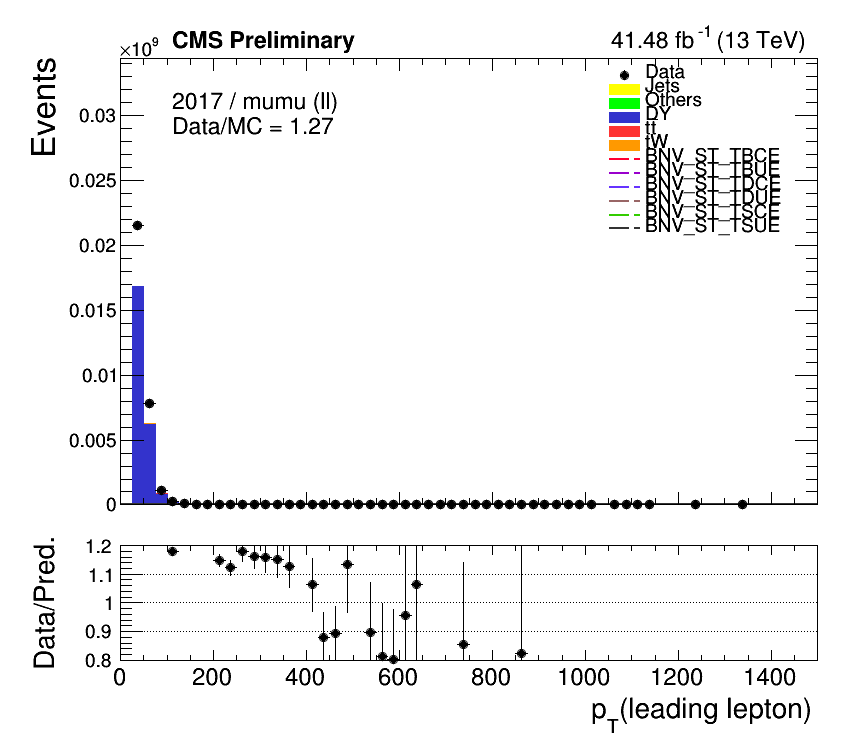 ×10⁹ CMS Preliminary 41.48 fb⁻¹ (13 TeV)
Events
2017 / mumu (ll)
Data/MC = 1.27
Data
Jets
Others
DY
tt
tW
BNV_ST_TBCE
BNV_ST_TBUE
BNV_ST_TDCE
BNV_ST_TDUE
BNV_ST_TSCE
BNV_ST_TSUE
0.03
0.025
0.02
0.015
0.01
0.005
0
Data/Pred.
1.2
1.1
1
0.9
0.8
0 200 400 600 800 1000 1200 1400
p_T(leading lepton)